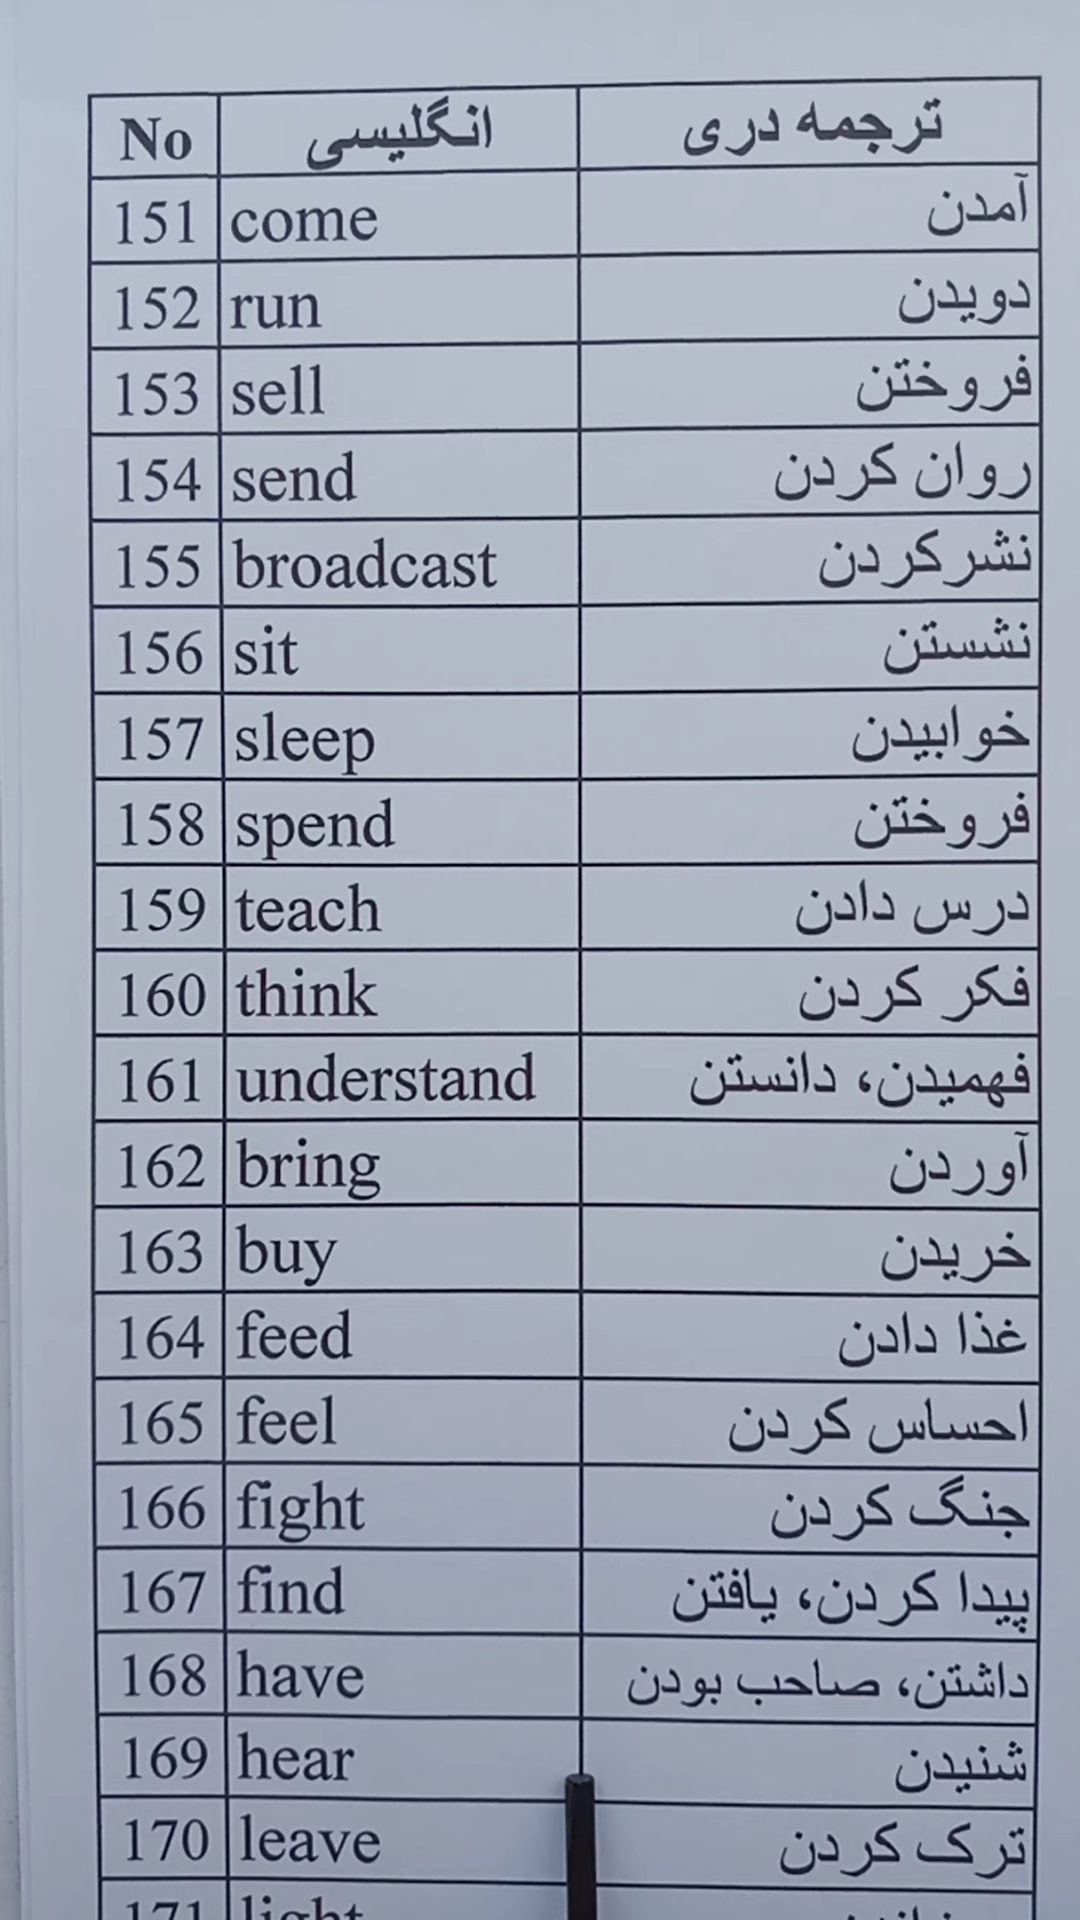 No انگلیسی ترجمه دری
151 come آمدن
152 run دویدن
153 sell فروختن
154 send روان کردن
155 broadcast نشرکردن
156 sit نشستن
157 sleep خوابیدن
158 spend فروختن
159 teach درس دادن
160 think فکر کردن
161 understand فهمیدن، دانستن
162 bring آوردن
163 buy خریدن
164 feed غذا دادن
165 feel احساس کردن
166 fight جنگ کردن
167 find پیدا کردن، یافتن
168 have داشتن، صاحب بودن
169 hear شنیدن
170 leave ترک کردن
171 light